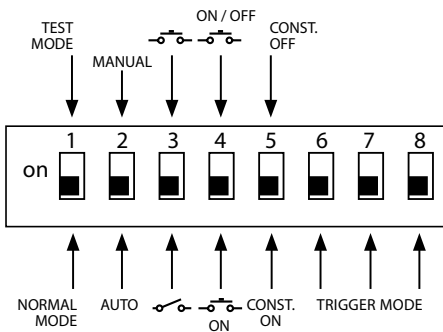 ON / OFF
TEST
MODE
CONST.
OFF
MANUAL
1 2 3 4 5 6 7 8
on
NORMAL
MODE
AUTO
ON
CONST.
ON
TRIGGER MODE